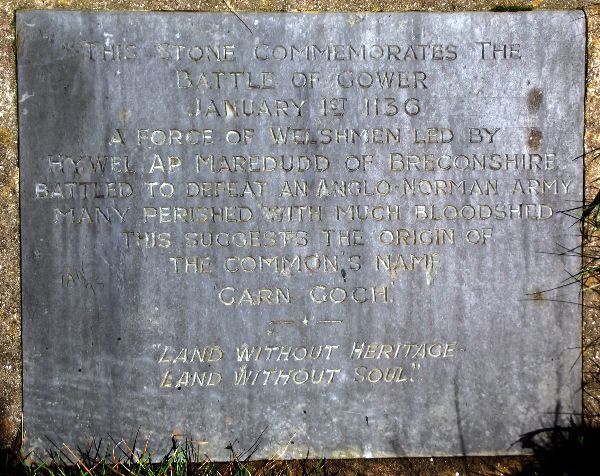 "This Stone Commemorates The
Battle of Gower
January 1st 1136
A force of Welshmen led by
Hywel ap Maredudd of Breconshire
battled to defeat an Anglo-Norman army
Many perished with much bloodshed
This suggests the origin of
the common's name
'Garn Goch.'
"Land without Heritage-
Land without Soul."